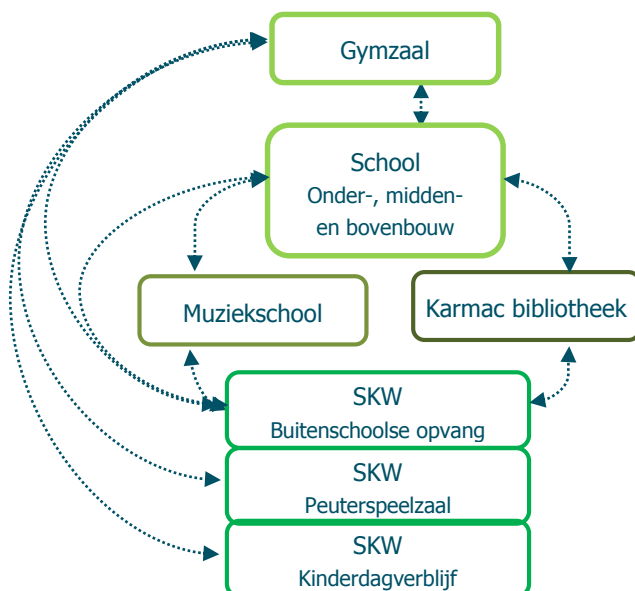 Gymzaal
School
Onder-, midden-
en bovenbouw
Muziekschool
Karmac bibliotheek
SKW
Buitenschoolse opvang
SKW
Peuterspeelzaal
SKW
Kinderdagverblijf